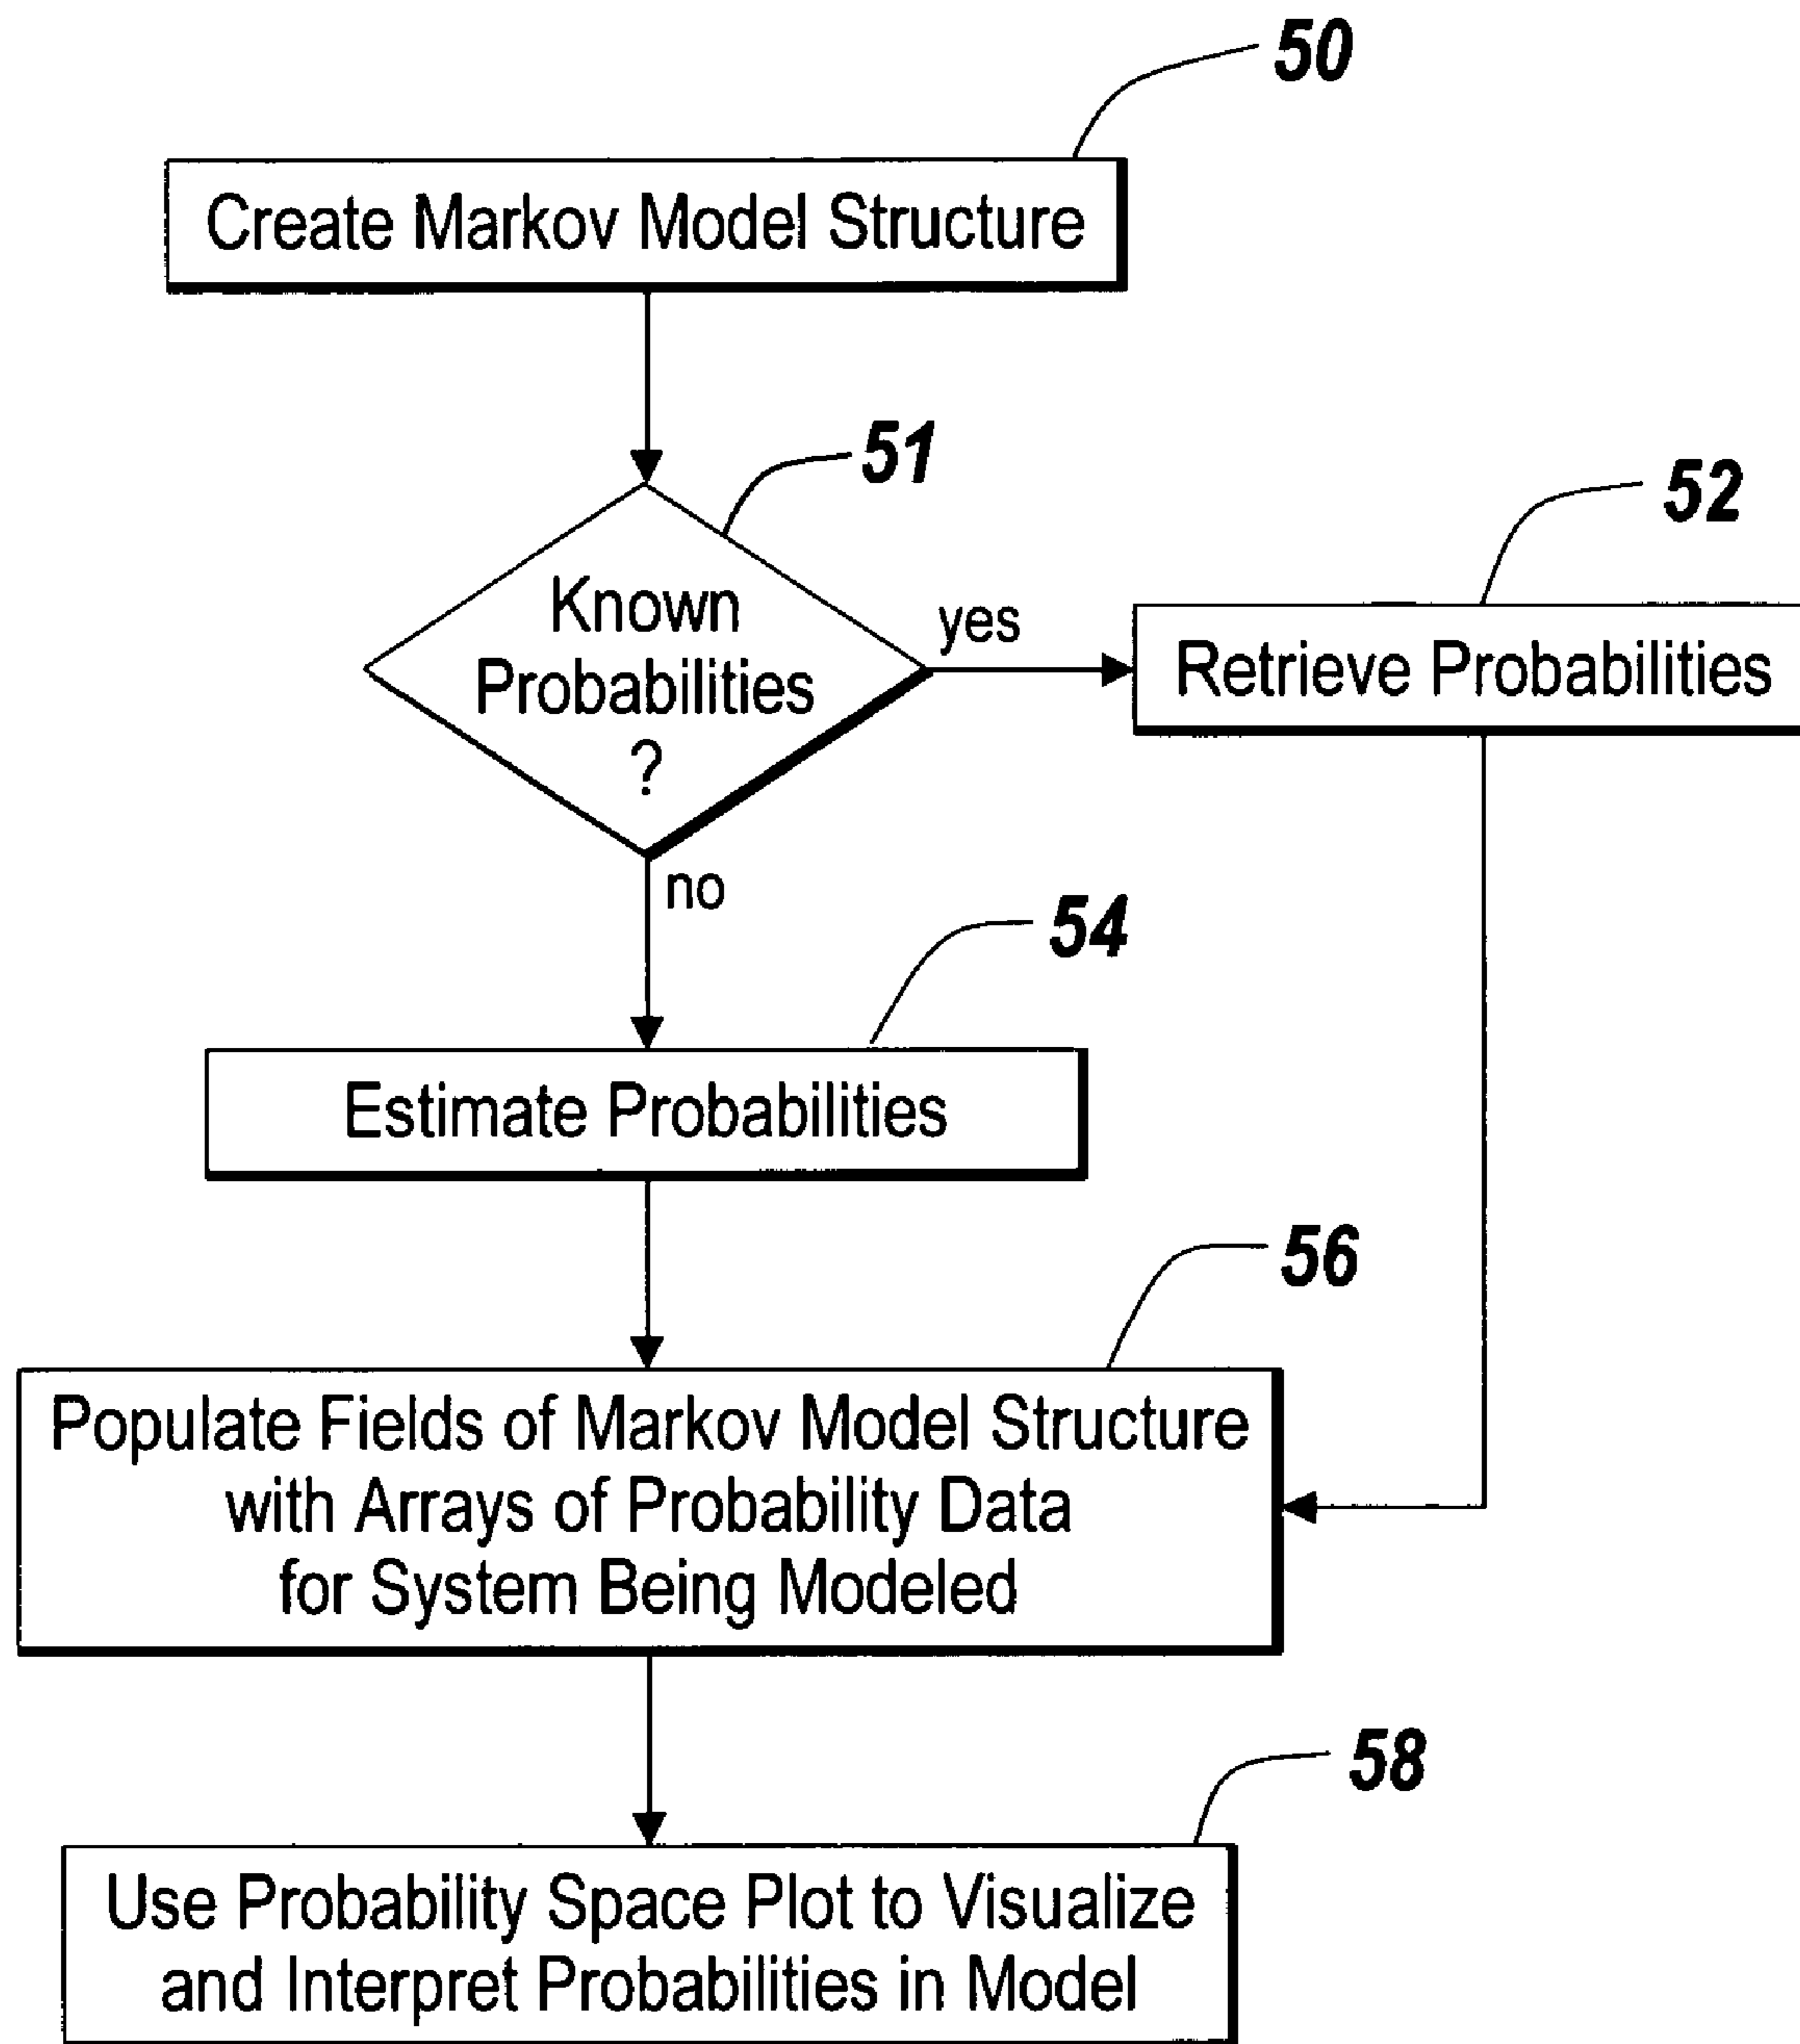 50
Create Markov Model Structure
51
Known
Probabilities
?
yes
52
Retrieve Probabilities
no
54
Estimate Probabilities
56
Populate Fields of Markov Model Structure
with Arrays of Probability Data
for System Being Modeled
58
Use Probability Space Plot to Visualize
and Interpret Probabilities in Model